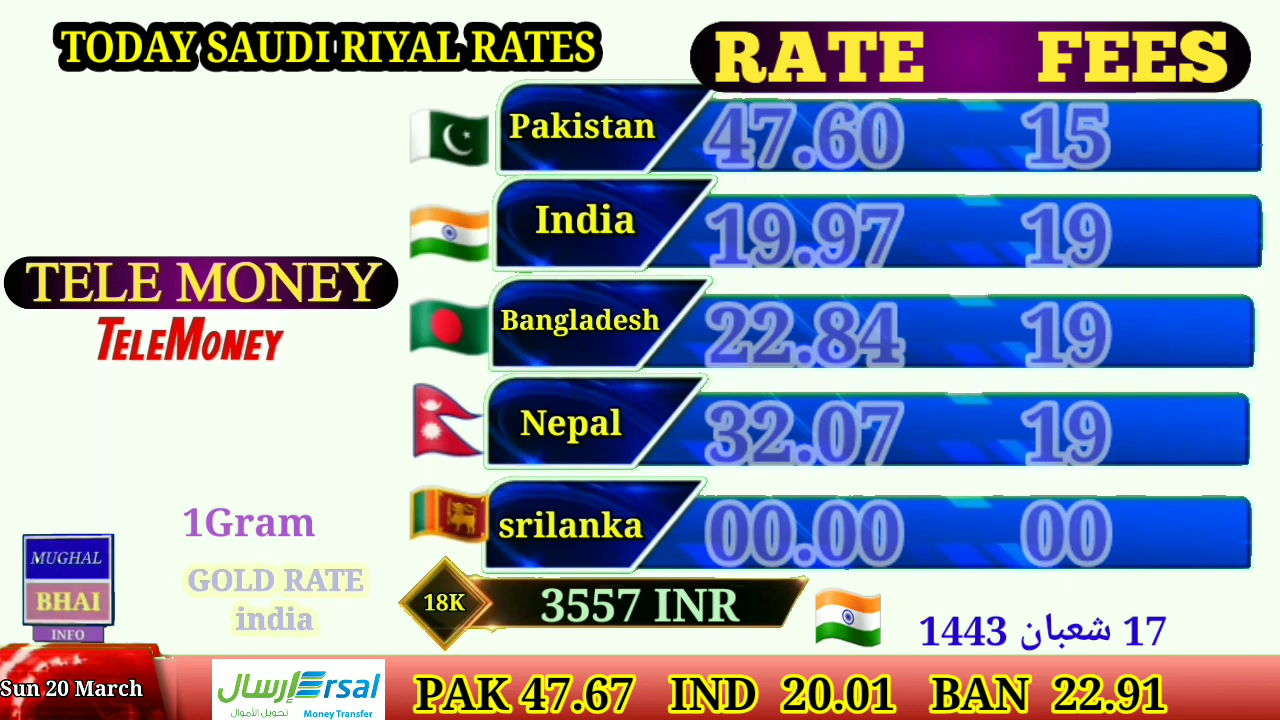 TODAY SAUDI RIYAL RATES
RATE FEES
Pakistan 47.60 15
India 19.97 19
TELE MONEY
TELEMONEY
Bangladesh 22.84 19
Nepal 32.07 19
srilanka 00.00 00
1Gram
GOLD RATE
india
18K 3557 INR
17 شعبان 1443
MUGHAL
BHAI
INFO
Sun 20 March
إرسال Ersal
تحويل الأموال Money Transfer
PAK 47.67 IND 20.01 BAN 22.91